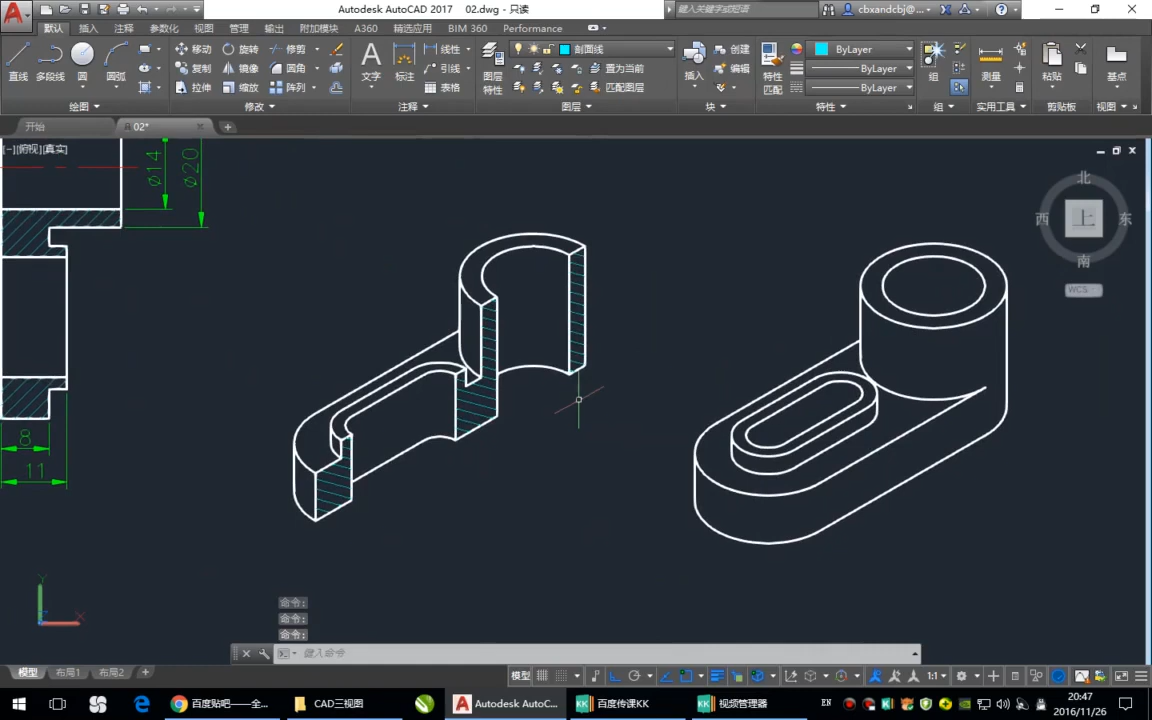 Autodesk AutoCAD 2017 02.dwg - 只读
键入关键字或短语
cbxandcbj@...
默认 插入 注释 参数化 视图 管理 输出 附加模块 A360 精选应用 BIM 360 Performance
直线 多段线 圆 圆弧
移动 旋转 修剪
复制 镜像 圆角
拉伸 缩放 阵列
文字 标注
线性
引线
表格
图层
特性
剖面线
置为当前
匹配图层
插入
创建
编辑
特性
匹配
ByLayer
ByLayer
ByLayer
组
测量
粘贴
基点
绘图 修改 注释 图层 块 特性 组 实用工具 剪贴板 视图
开始 02*
[-][俯视][真实]
ø14
ø20
8
11
北
西 上 东
南
WCS
Y
X
命令:
命令:
命令:
键入命令
模型 布局1 布局2 +
模型 1:1
百度贴吧——全... CAD三视图 Autodesk AutoC... 百度传课KK 视频管理器
EN
20:47
2016/11/26